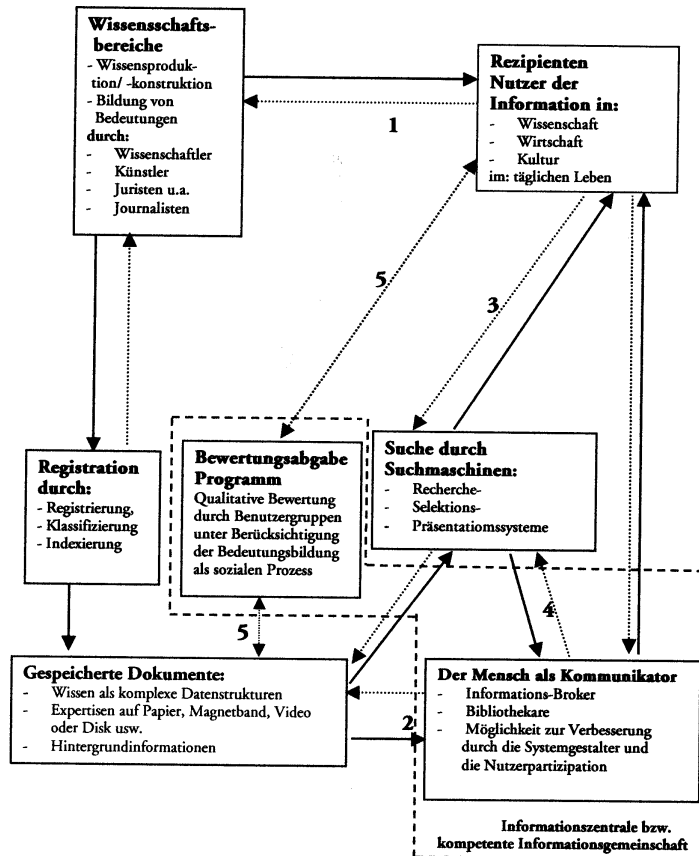 Wissensschafts-
bereiche
- Wissensproduk-
tion/ -konstruktion
- Bildung von
Bedeutungen
durch:
- Wissenschaftler
- Künstler
- Juristen u.a.
- Journalisten
Rezipienten
Nutzer der
Information in:
- Wissenschaft
- Wirtschaft
- Kultur
im: täglichen Leben
1
5
3
Registration
durch:
- Registrierung,
- Klassifizierung
- Indexierung
Bewertungsabgabe
Programm
Qualitative Bewertung
durch Benutzergruppen
unter Berücksichtigung
der Bedeutungsbildung
als sozialen Prozess
Suche durch
Suchmaschinen:
- Recherche-
- Selektions-
- Präsentatiomssysteme
5
4
Gespeicherte Dokumente:
- Wissen als komplexe Datenstrukturen
- Expertisen auf Papier, Magnetband, Video
oder Disk usw.
- Hintergrundinformationen
2
Der Mensch als Kommunikator
- Informations-Broker
- Bibliothekare
- Möglichkeit zur Verbesserung
durch die Systemgestalter und
die Nutzerpartizipation
Informationszentrale bzw.
kompetente Informationsgemeinschaft